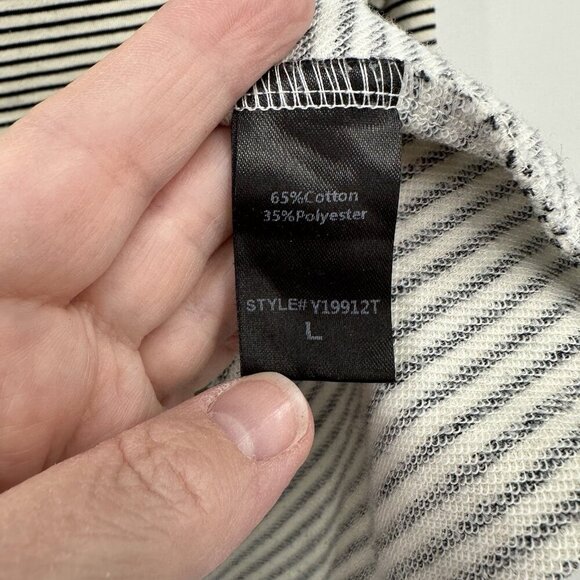 65%Cotton
35%Polyester
STYLE# Y19912T
L